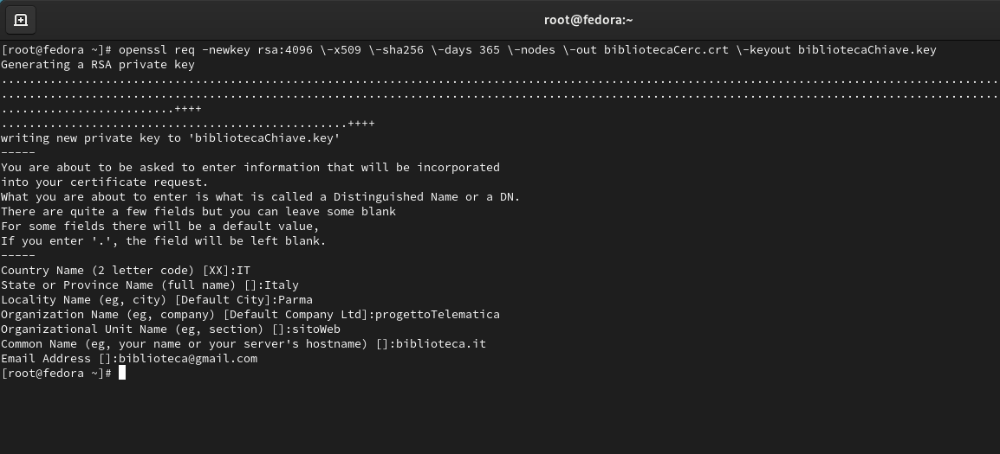 root@fedora:~
[root@fedora ~]# openssl req -newkey rsa:4096 \-x509 \-sha256 \-days 365 \-nodes \-out bibliotecaCerc.crt \-keyout bibliotecaChiave.key
Generating a RSA private key
................................................................................................................................................
................................................................................................................................................
.........................++++
..................................................++++
writing new private key to 'bibliotecaChiave.key'
-----
You are about to be asked to enter information that will be incorporated
into your certificate request.
What you are about to enter is what is called a Distinguished Name or a DN.
There are quite a few fields but you can leave some blank
For some fields there will be a default value,
If you enter '.', the field will be left blank.
-----
Country Name (2 letter code) [XX]:IT
State or Province Name (full name) []:Italy
Locality Name (eg, city) [Default City]:Parma
Organization Name (eg, company) [Default Company Ltd]:progettoTelematica
Organizational Unit Name (eg, section) []:sitoWeb
Common Name (eg, your name or your server's hostname) []:biblioteca.it
Email Address []:biblioteca@gmail.com
[root@fedora ~]#